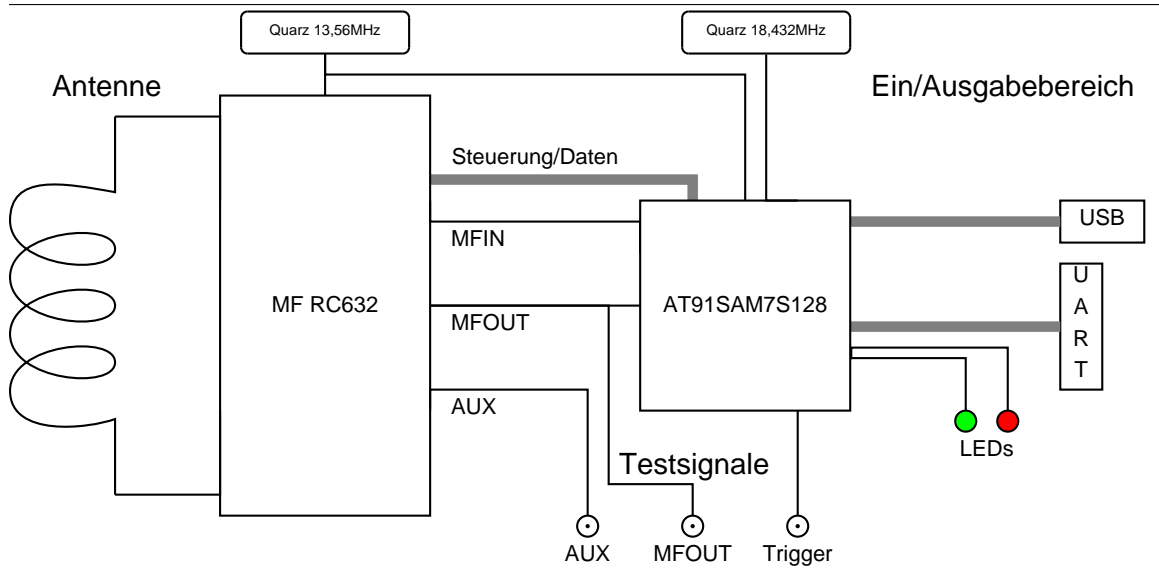 Quarz 13,56MHz
Quarz 18,432MHz
Antenne
Ein/Ausgabebereich
Steuerung/Daten
USB
MFIN
MF RC632
AT91SAM7S128
MFOUT
UART
AUX
LEDs
Testsignale
AUX
MFOUT
Trigger